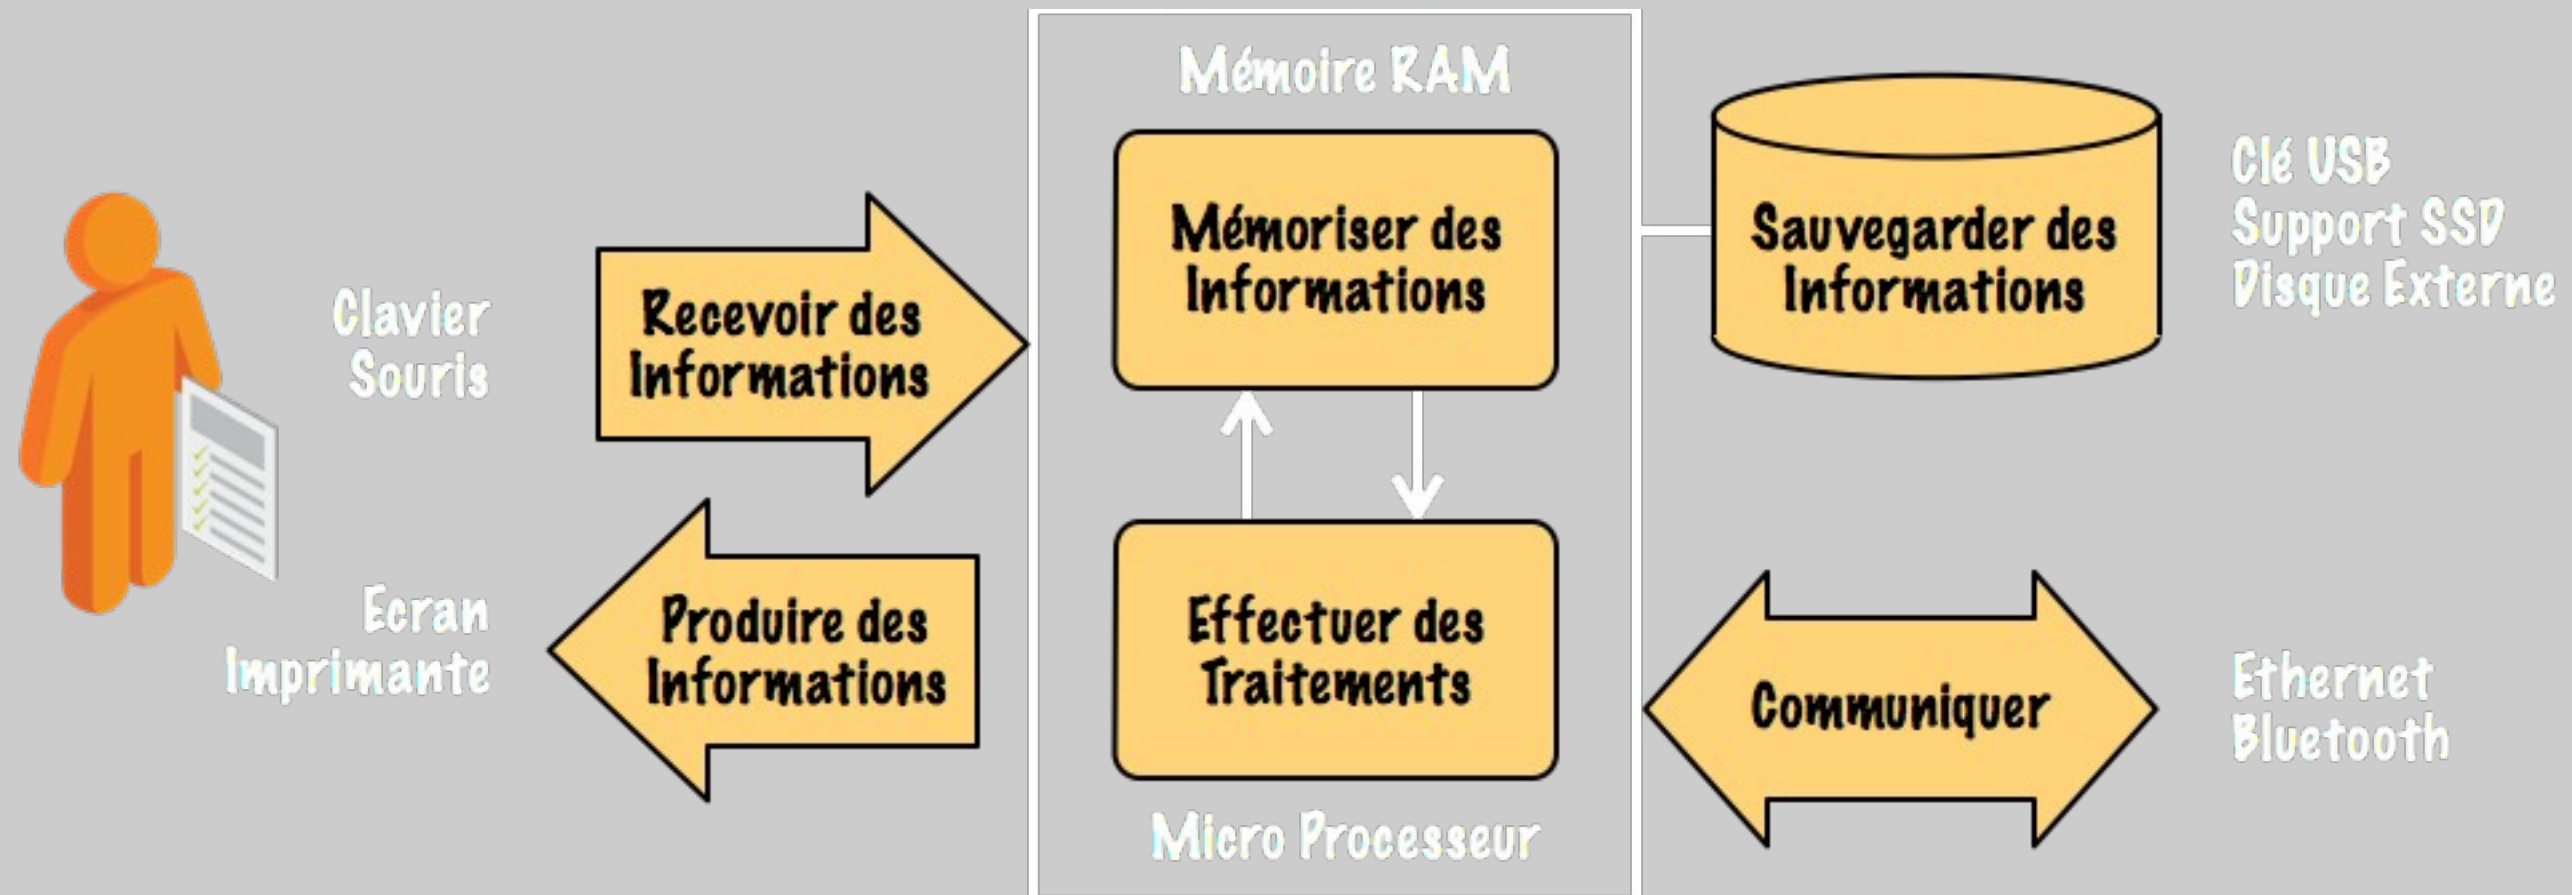 Mémoire RAM
Clavier
Souris
Recevoir des
Informations
Mémoriser des
Informations
Sauvegarder des
Informations
Clé USB
Support SSD
Disque Externe
Ecran
Imprimante
Produire des
Informations
Effectuer des
Traitements
Communiquer
Ethernet
Bluetooth
Micro Processeur